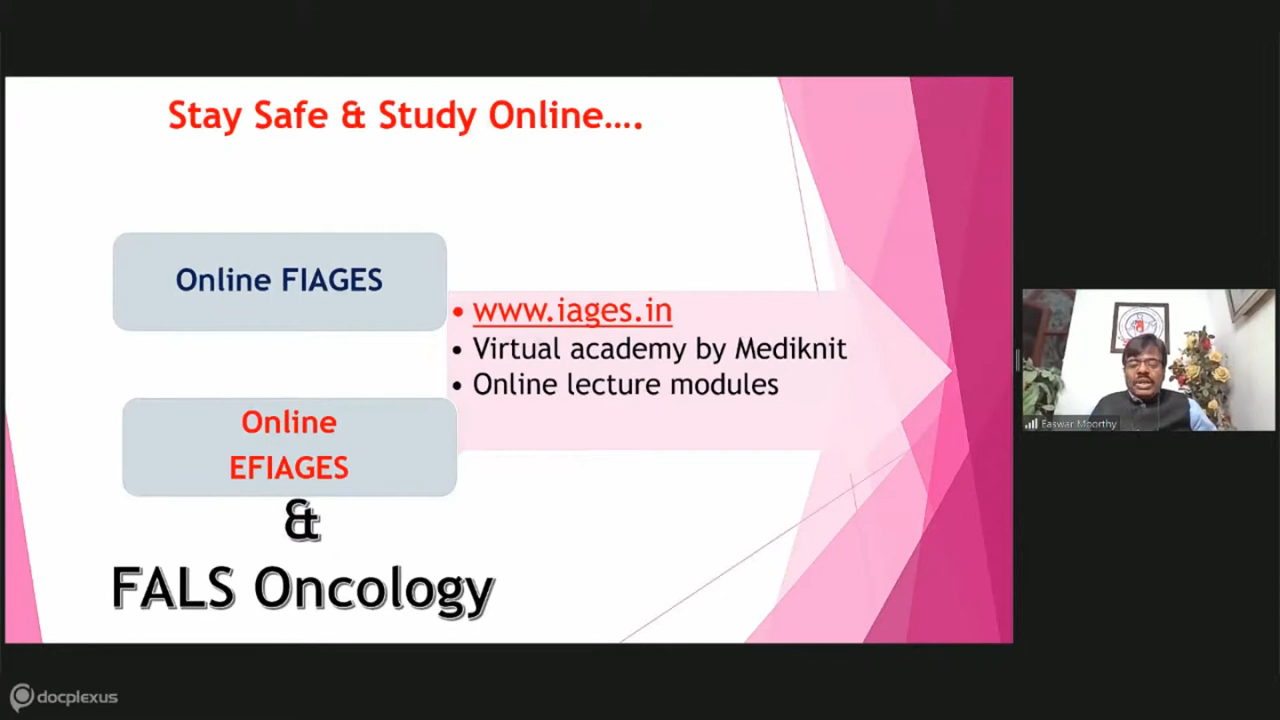 Stay Safe & Study Online....
Online FIAGES
• www.iages.in
• Virtual academy by Mediknit
• Online lecture modules
Online
EFIAGES
&
FALS Oncology
Easwar Moorthy
docplexus